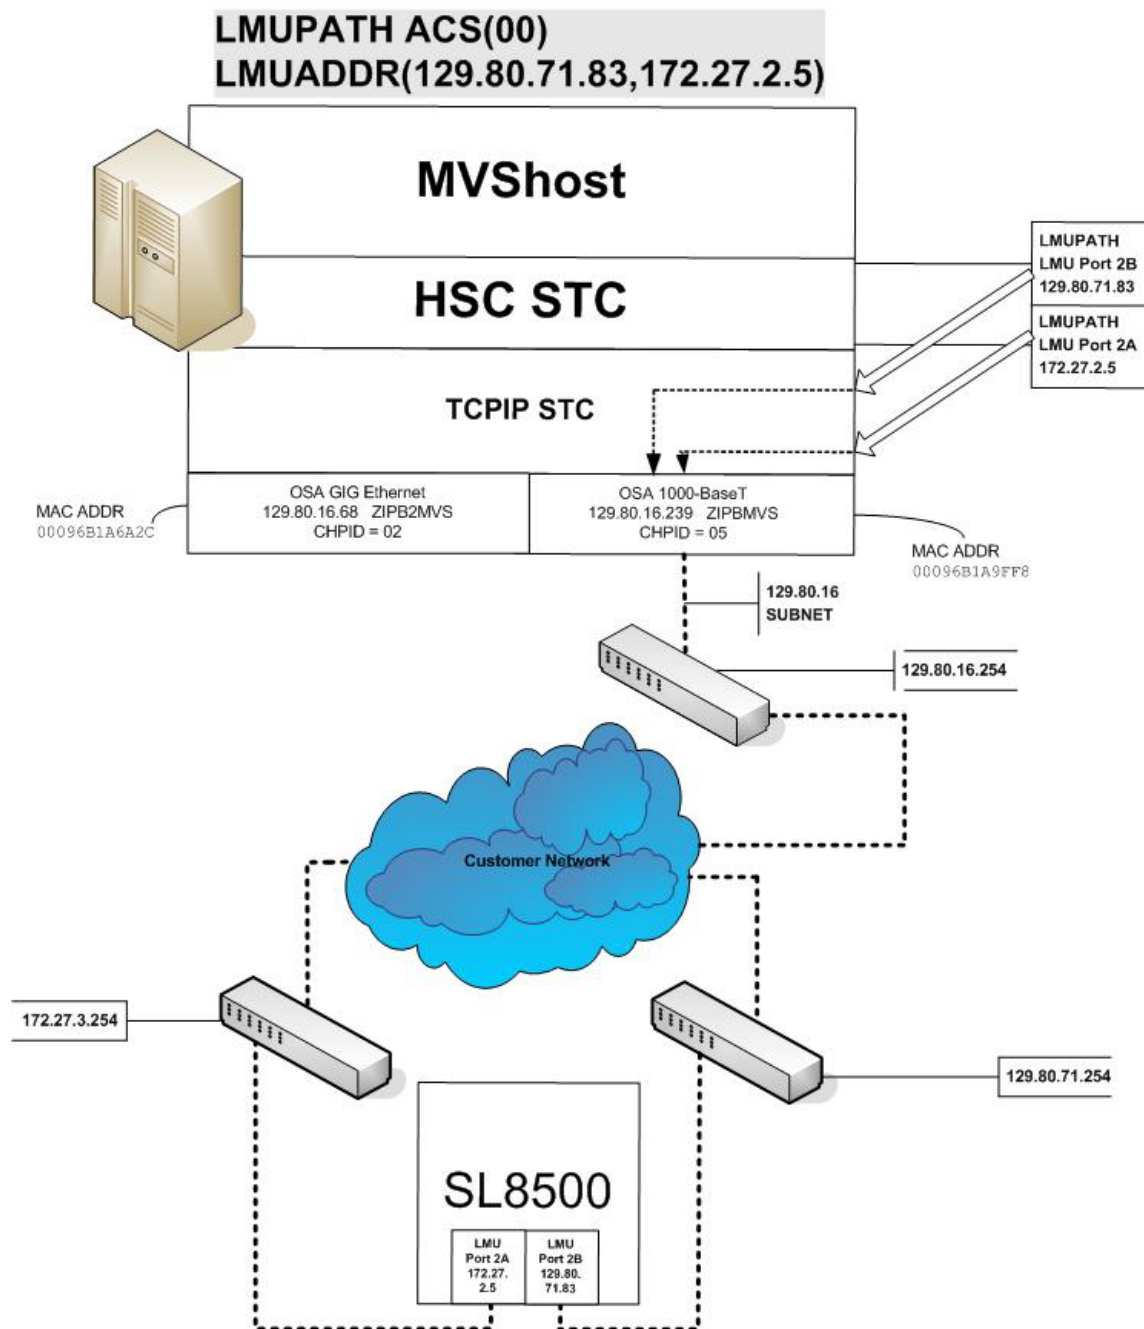 LMUPATH ACS(00)
LMUADDR(129.80.71.83,172.27.2.5)
MVShost
HSC STC
TCPIP STC
LMUPATH
LMU Port 2B
129.80.71.83
LMUPATH
LMU Port 2A
172.27.2.5
OSA GIG Ethernet
129.80.16.68 ZIPB2MVS
CHPID = 02
OSA 1000-BaseT
129.80.16.239 ZIPBMVS
CHPID = 05
MAC ADDR
00096B1A6A2C
MAC ADDR
00096B1A9FF8
129.80.16
SUBNET
129.80.16.254
Customer Network
172.27.3.254
129.80.71.254
SL8500
LMU
Port 2A
172.27.
2.5
LMU
Port 2B
129.80.
71.83